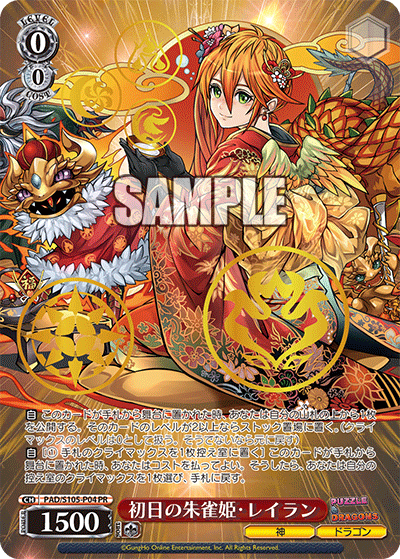 LEVEL
0
0
COST
SAMPLE
福
自 このカードが手札から舞台に置かれた時、あなたは自分の山札の上から1枚
を公開する。そのカードのレベルが2以上ならストック置場に置く。(クライ
マックスのレベルは0として扱う。そうでないなら元に戻す)
自 [(1) 手札のクライマックスを1枚控え室に置く] このカードが手札から
舞台に置かれた時、あなたはコストを払ってよい。そうしたら、あなたは自分の
控え室のクライマックスを1枚選び、手札に戻す。
CH PAD/S105-P04 PR
1500
初日の朱雀姫・レイラン
PUZZLE & DRAGONS
神
ドラゴン
©GungHo Online Entertainment, Inc. All Rights Reserved.